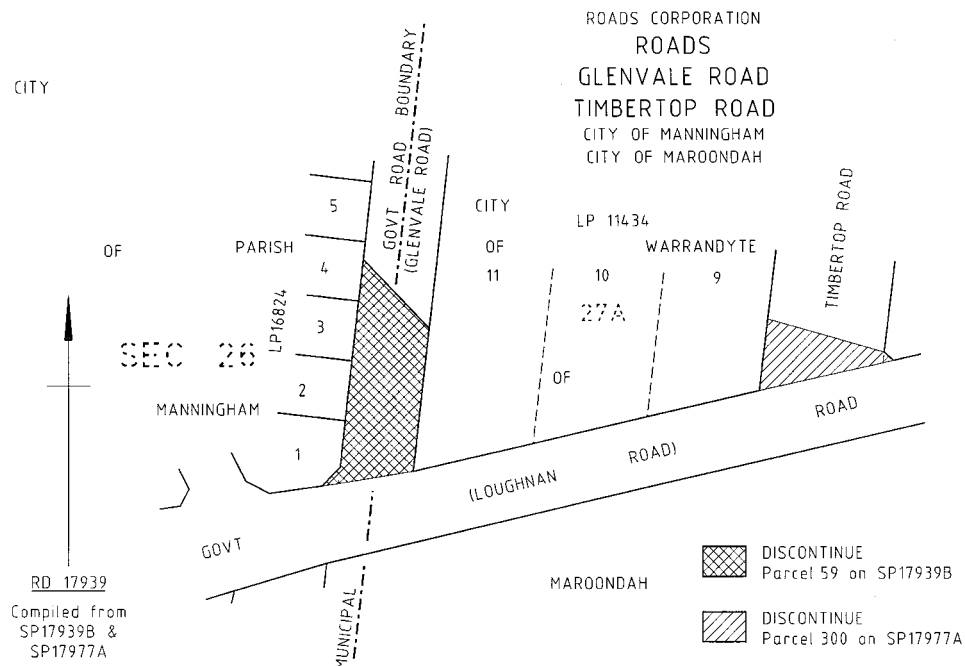 ROADS CORPORATION
ROADS
GLENVALE ROAD
TIMBERTOP ROAD
CITY OF MANNINGHAM
CITY OF MAROONDAH
CITY
OF
PARISH
SEC 26
LP16824
MANNINGHAM
5
4
3
2
1
GOVT ROAD BOUNDARY
(GLENVALE ROAD)
CITY
OF
LP 11434
WARRANDYTE
11
10
9
27A
OF
TIMBERTOP ROAD
GOVT
(LOUGHNAN ROAD)
ROAD
MUNICIPAL
MAROONDAH
RD 17939
Compiled from
SP17939B &
SP17977A
DISCONTINUE
Parcel 59 on SP17939B
DISCONTINUE
Parcel 300 on SP17977A